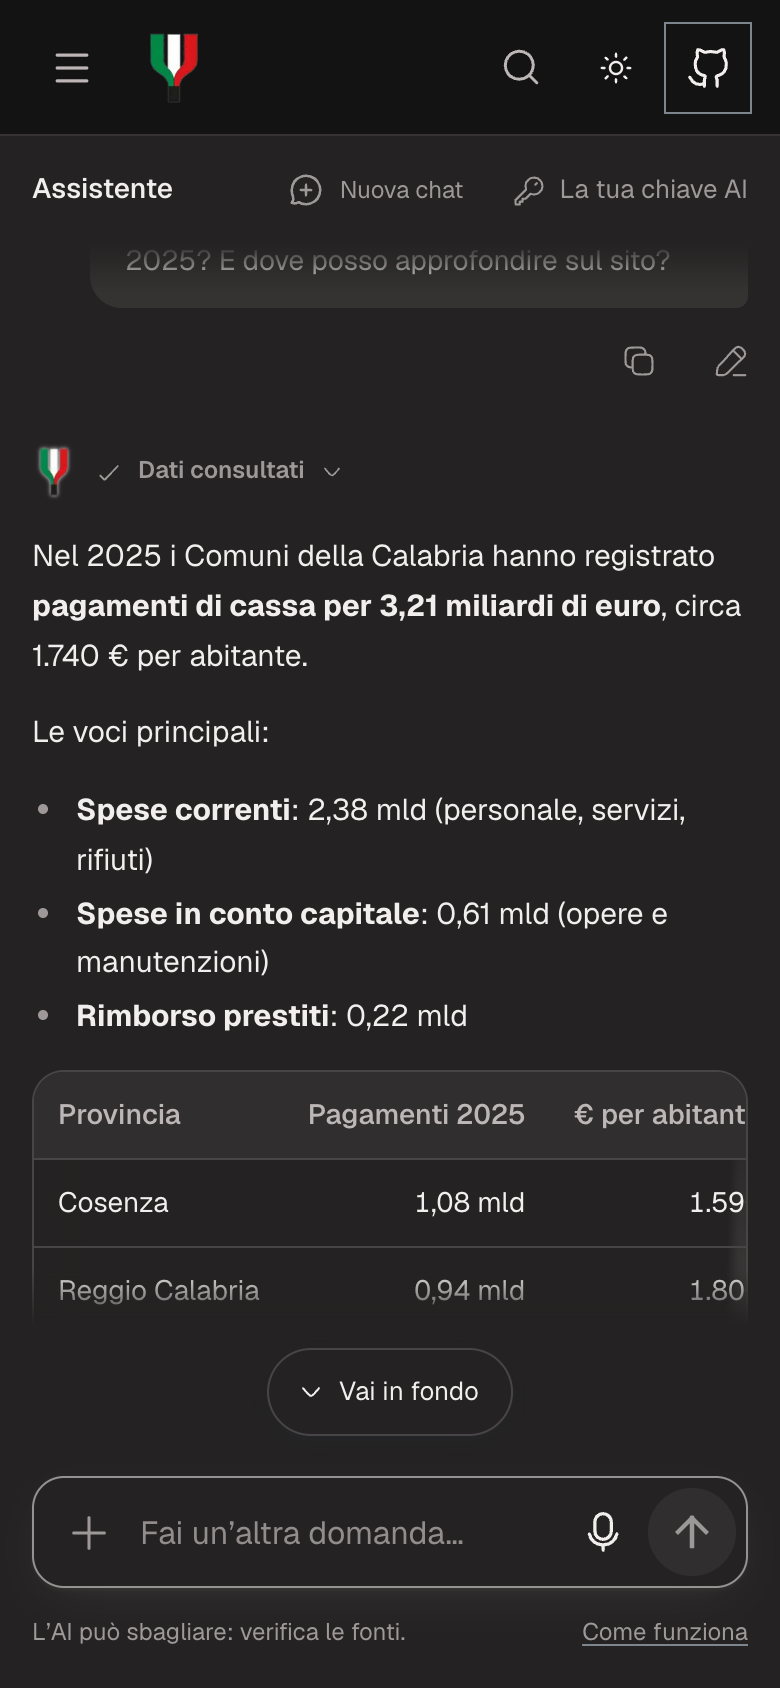 Assistente
Nuova chat
La tua chiave AI
2025? E dove posso approfondire sul sito?
Dati consultati
Nel 2025 i Comuni della Calabria hanno registrato
pagamenti di cassa per 3,21 miliardi di euro, circa
1.740 € per abitante.
Le voci principali:
Spese correnti: 2,38 mld (personale, servizi,
rifiuti)
Spese in conto capitale: 0,61 mld (opere e
manutenzioni)
Rimborso prestiti: 0,22 mld
Provincia Pagamenti 2025 € per abitant
Cosenza 1,08 mld 1.59
Reggio Calabria 0,94 mld 1.80
Vai in fondo
Fai un’altra domanda...
L’AI può sbagliare: verifica le fonti.
Come funziona